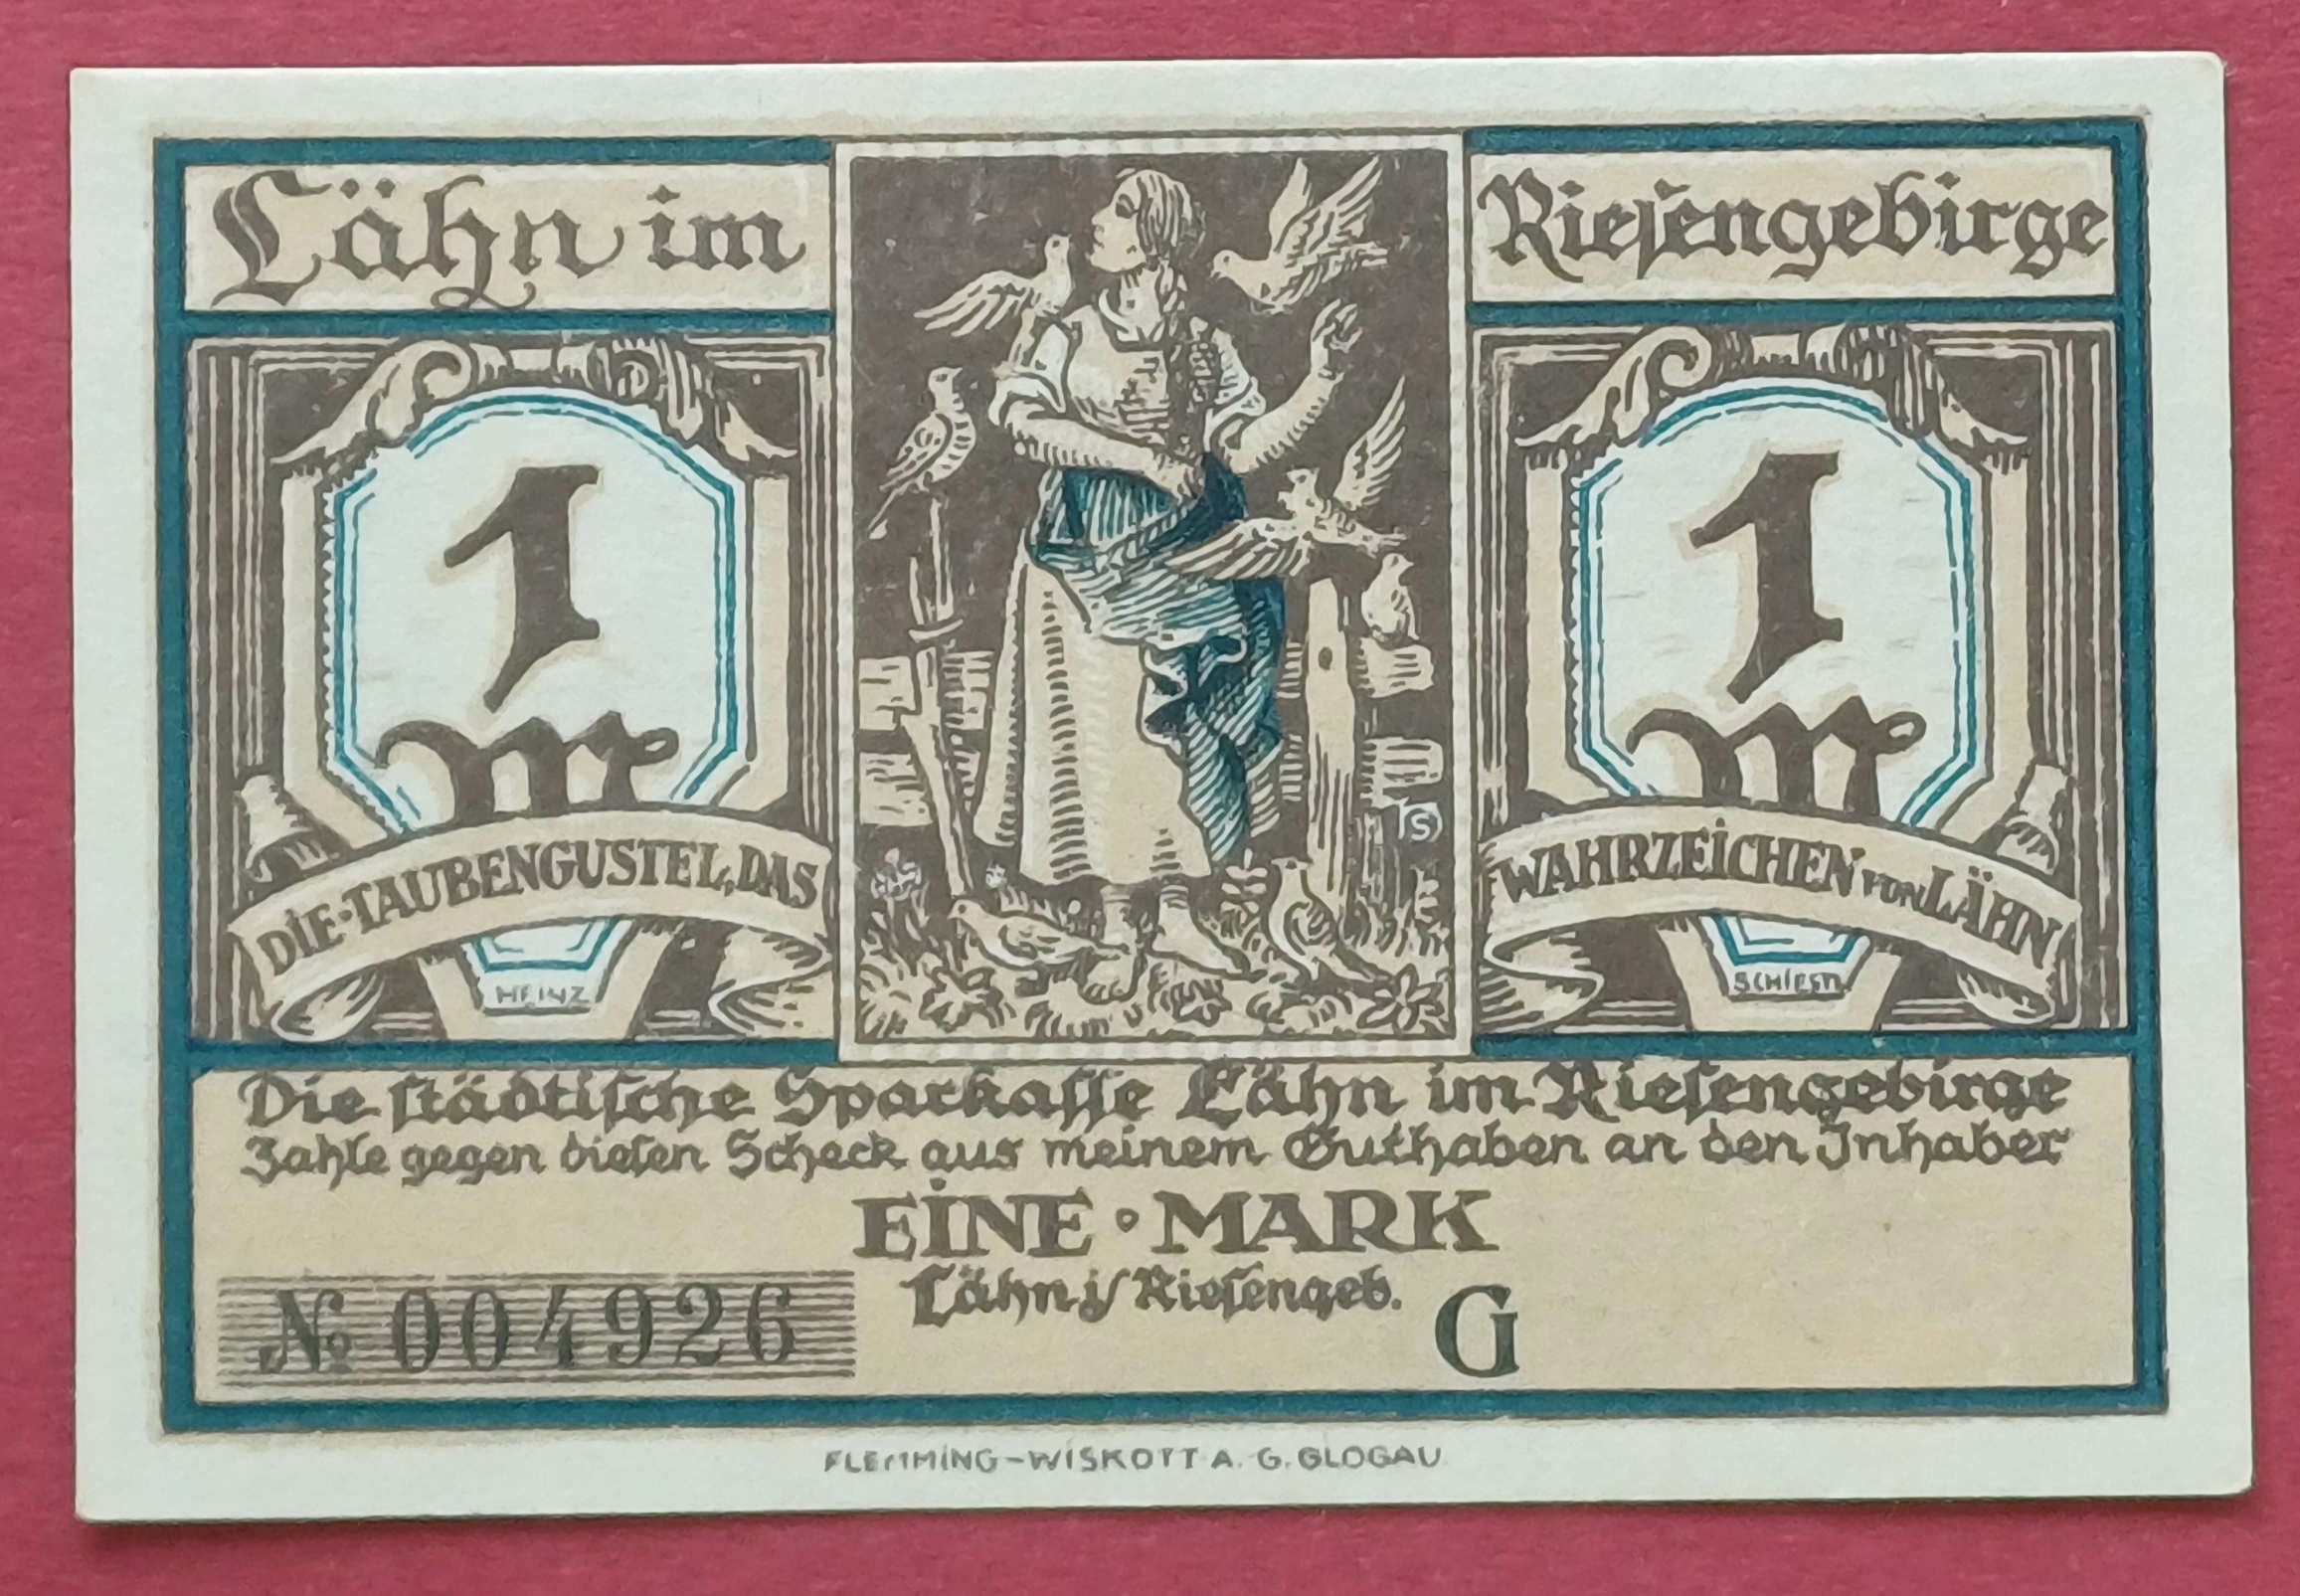 Lähn im
Riesengebirge
1
M
1
M
DIE·TAUBENGUSTEL, DAS
WAHRZEICHEN VON LÄHN
HEINZ
SCHIESTL
Die städtische Sparkasse Lähn im Riesengebirge
Zahle gegen diesen Scheck aus meinem Guthaben an den Inhaber
EINE · MARK
Lähn i/ Riesengeb.
№ 004926
G
FLEMMING-WISKOTT A. G. GLOGAU